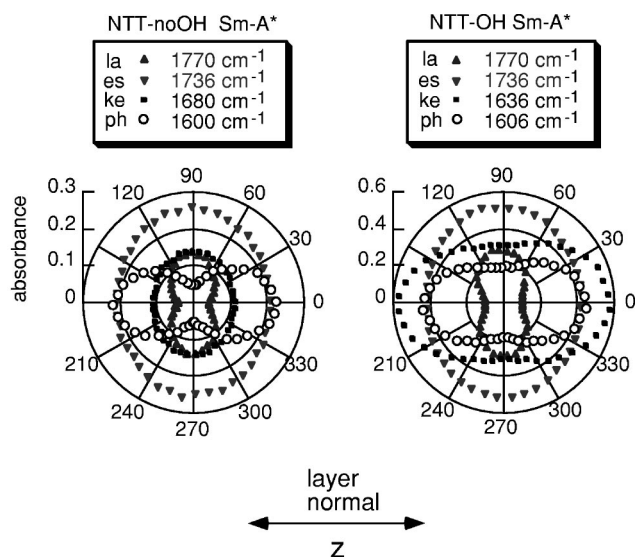 NTT-noOH Sm-A*
la ▲ 1770 cm⁻¹
es ▼ 1736 cm⁻¹
ke ■ 1680 cm⁻¹
ph ○ 1600 cm⁻¹
NTT-OH Sm-A*
la ▲ 1770 cm⁻¹
es ▼ 1736 cm⁻¹
ke ■ 1636 cm⁻¹
ph ○ 1606 cm⁻¹
absorbance
0.3
0.2
0.1
0
90
120
60
30
0
210
330
240
300
270
0.6
0.4
0.2
0
90
120
60
30
0
210
330
240
300
270
layer
normal
z